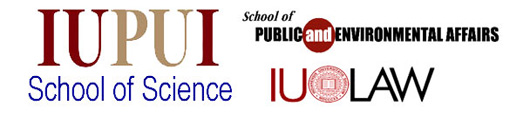 IUPUI
School of Science
School of
PUBLIC and ENVIRONMENTAL AFFAIRS
IU LAW